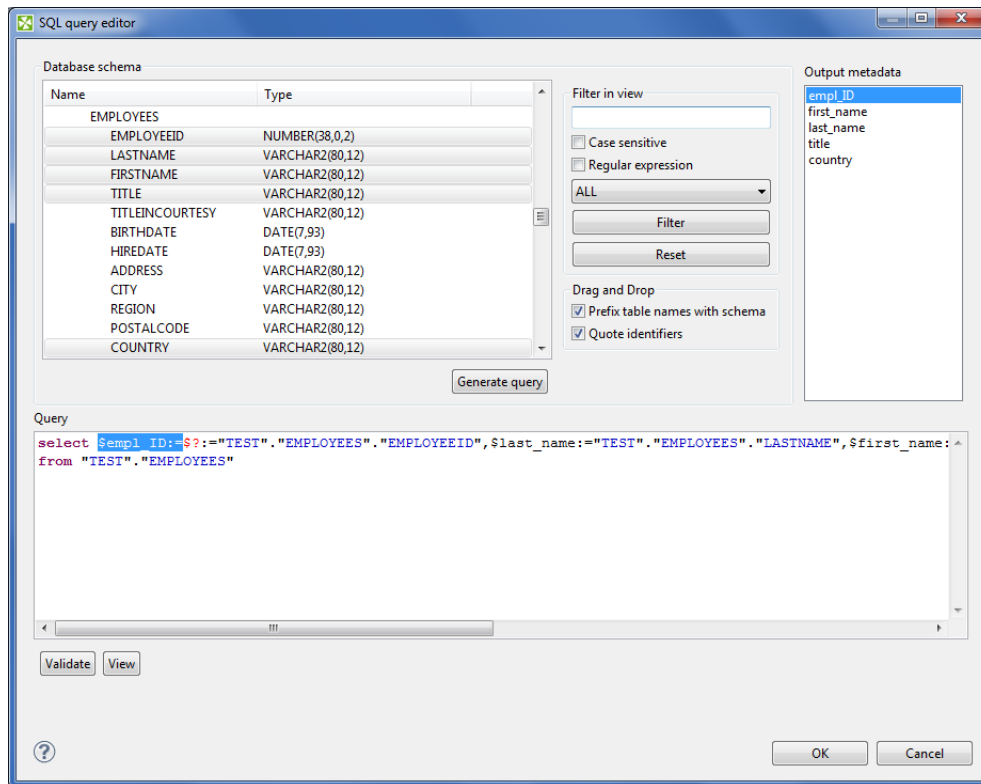 SQL query editor
Database schema
Name Type
EMPLOYEES
EMPLOYEEID NUMBER(38,0,2)
LASTNAME VARCHAR2(80,12)
FIRSTNAME VARCHAR2(80,12)
TITLE VARCHAR2(80,12)
TITLEINCOURTESY VARCHAR2(80,12)
BIRTHDATE DATE(7,93)
HIREDATE DATE(7,93)
ADDRESS VARCHAR2(80,12)
CITY VARCHAR2(80,12)
REGION VARCHAR2(80,12)
POSTALCODE VARCHAR2(80,12)
COUNTRY VARCHAR2(80,12)
Generate query
Filter in view
Case sensitive
Regular expression
ALL
Filter
Reset
Drag and Drop
Prefix table names with schema
Quote identifiers
Output metadata
empl_ID
first_name
last_name
title
country
Query
select $empl_ID:=$?:="TEST"."EMPLOYEES"."EMPLOYEEID",$last_name:="TEST"."EMPLOYEES"."LASTNAME",$first_name:
from "TEST"."EMPLOYEES"
Validate View
? OK Cancel